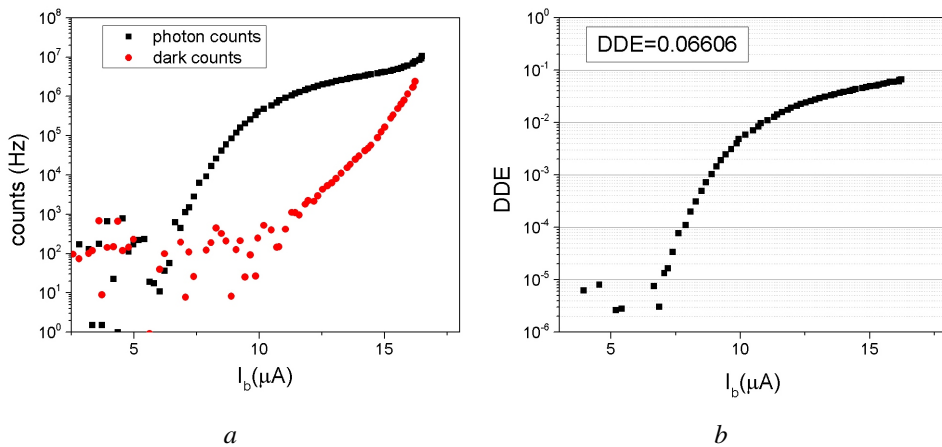 photon counts
dark counts
counts (Hz)
10^8
10^7
10^6
10^5
10^4
10^3
10^2
10^1
10^0
5 10 15
I_b(μA)
a
DDE=0.06606
DDE
10^0
10^-1
10^-2
10^-3
10^-4
10^-5
10^-6
5 10 15
I_b(μA)
b